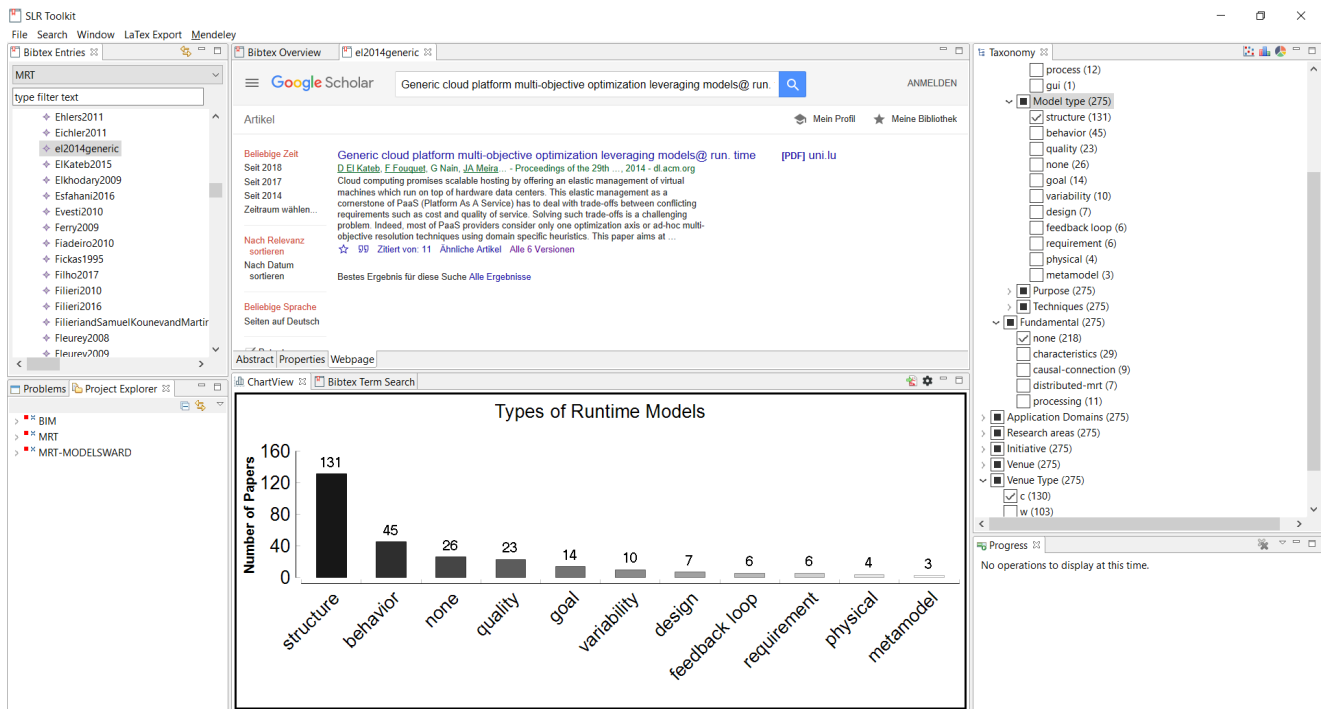 SLR Toolkit
File Search Window LaTex Export Mendeley
Bibtex Entries
MRT
type filter text
Ehlers2011
Eichler2011
el2014generic
ElKateb2015
Elkhodary2009
Esfahani2016
Evesti2010
Ferry2009
Fiadeiro2010
Fickas1995
Filho2017
Filieri2010
Filieri2016
FilieriandSamuelKounevandMartir
Fleurey2008
Fleurey2009
Problems Project Explorer
BIM
MRT
MRT-MODELSWARD
Bibtex Overview el2014generic
Google Scholar
Generic cloud platform multi-objective optimization leveraging models@ run.
ANMELDEN
Artikel
Mein Profil
Meine Bibliothek
Beliebige Zeit
Seit 2018
Seit 2017
Seit 2014
Zeitraum wählen...
Nach Relevanz
sortieren
Nach Datum
sortieren
Beliebige Sprache
Seiten auf Deutsch
Generic cloud platform multi-objective optimization leveraging models@ run. time
[PDF] uni.lu
D El Kateb, F Fouquet, G Nain, JA Meira… - Proceedings of the 29th …, 2014 - dl.acm.org
Cloud computing promises scalable hosting by offering an elastic management of virtual
machines which run on top of hardware data centers. This elastic management as a
cornerstone of PaaS (Platform As A Service) has to deal with trade-offs between conflicting
requirements such as cost and quality of service. Solving such trade-offs is a challenging
problem. Indeed, most of PaaS providers consider only one optimization axis or ad-hoc multi-
objective resolution techniques using domain specific heuristics. This paper aims at …
Zitiert von: 11 Ähnliche Artikel Alle 6 Versionen
Bestes Ergebnis für diese Suche Alle Ergebnisse
Abstract Properties Webpage
ChartView Bibtex Term Search
Types of Runtime Models
Number of Papers
160
120
80
40
0
131
45
26
23
14
10
7
6
6
4
3
structure
behavior
none
quality
goal
variability
design
feedback loop
requirement
physical
metamodel
Taxonomy
process (12)
gui (1)
Model type (275)
structure (131)
behavior (45)
quality (23)
none (26)
goal (14)
variability (10)
design (7)
feedback loop (6)
requirement (6)
physical (4)
metamodel (3)
Purpose (275)
Techniques (275)
Fundamental (275)
none (218)
characteristics (29)
causal-connection (9)
distributed-mrt (7)
processing (11)
Application Domains (275)
Research areas (275)
Initiative (275)
Venue (275)
Venue Type (275)
c (130)
w (103)
Progress
No operations to display at this time.